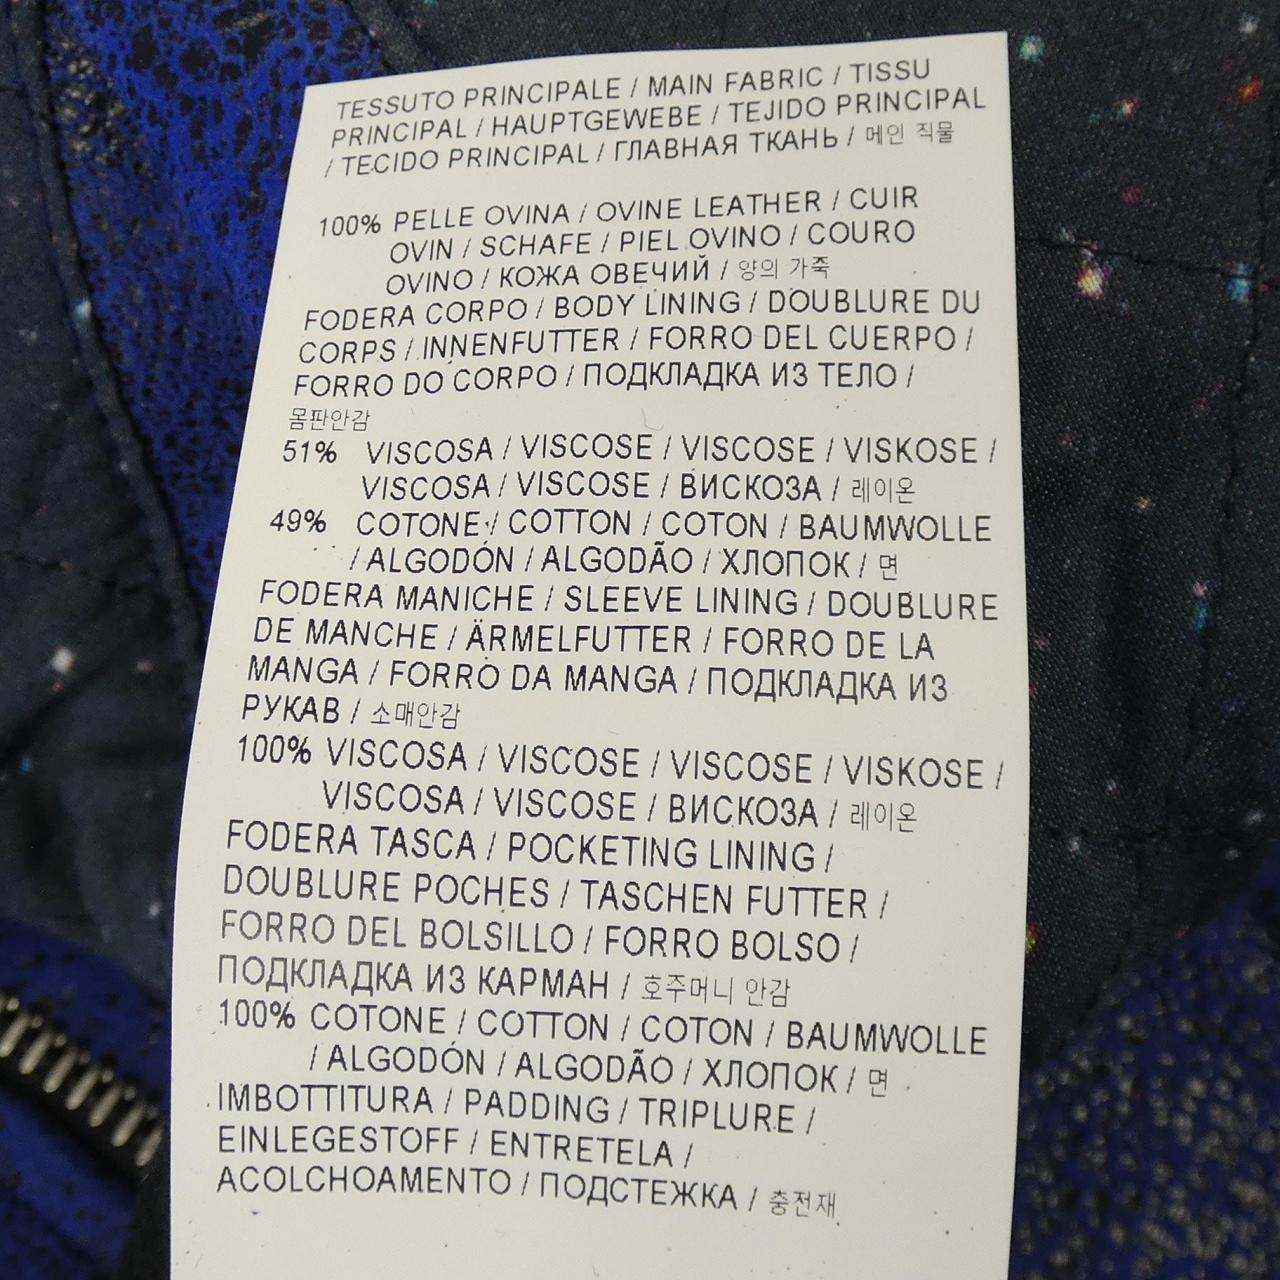 TESSUTO PRINCIPALE / MAIN FABRIC / TISSU
PRINCIPAL / HAUPTGEWEBE / TEJIDO PRINCIPAL
/ TECIDO PRINCIPAL / ГЛАВНАЯ ТКАНЬ / 메인 직물
100% PELLE OVINA / OVINE LEATHER / CUIR
OVIN / SCHAFE / PIEL OVINO / COURO
OVINO / КОЖА ОВЕЧИЙ / 양의 가죽
FODERA CORPO / BODY LINING / DOUBLURE DU
CORPS / INNENFUTTER / FORRO DEL CUERPO /
FORRO DO CORPO / ПОДКЛАДКА ИЗ ТЕЛО /
몸판안감
51% VISCOSA / VISCOSE / VISCOSE / VISKOSE /
VISCOSA / VISCOSE / ВИСКОЗА / 레이온
49% COTONE / COTTON / COTON / BAUMWOLLE
/ ALGODÓN / ALGODÃO / ХЛОПОК / 면
FODERA MANICHE / SLEEVE LINING / DOUBLURE
DE MANCHE / ÄRMELFUTTER / FORRO DE LA
MANGA / FORRO DA MANGA / ПОДКЛАДКА ИЗ
РУКАВ / 소매안감
100% VISCOSA / VISCOSE / VISCOSE / VISKOSE /
VISCOSA / VISCOSE / ВИСКОЗА / 레이온
FODERA TASCA / POCKETING LINING /
DOUBLURE POCHES / TASCHEN FUTTER /
FORRO DEL BOLSILLO / FORRO BOLSO /
ПОДКЛАДКА ИЗ КАРМАН / 호주머니 안감
100% COTONE / COTTON / COTON / BAUMWOLLE
/ ALGODÓN / ALGODÃO / ХЛОПОК / 면
IMBOTTITURA / PADDING / TRIPLURE /
EINLEGESTOFF / ENTRETELA /
ACOLCHOAMENTO / ПОДСТЕЖКА / 충전재